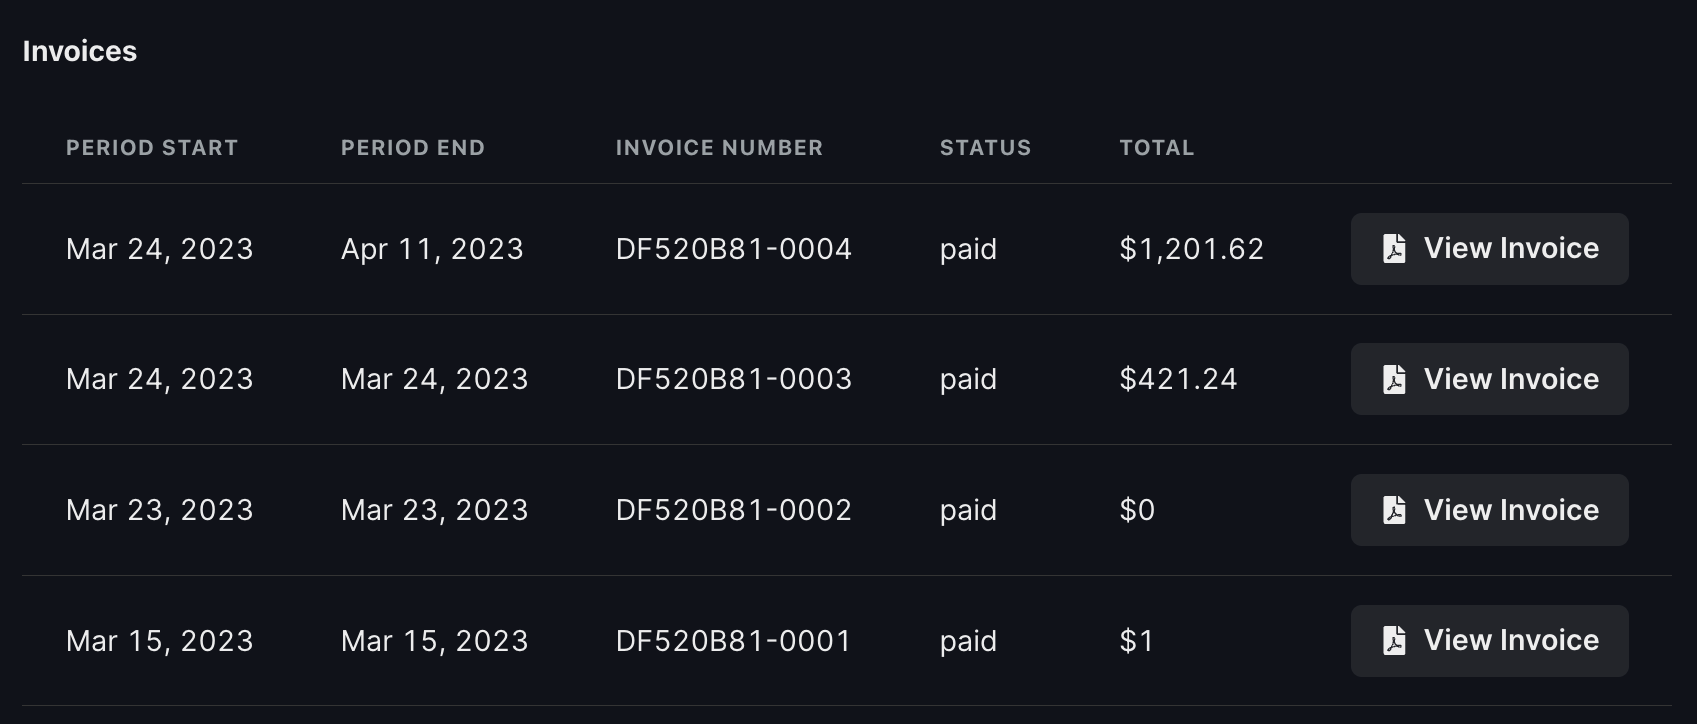 Invoices
PERIOD START PERIOD END INVOICE NUMBER STATUS TOTAL
Mar 24, 2023 Apr 11, 2023 DF520B81-0004 paid $1,201.62 View Invoice
Mar 24, 2023 Mar 24, 2023 DF520B81-0003 paid $421.24 View Invoice
Mar 23, 2023 Mar 23, 2023 DF520B81-0002 paid $0 View Invoice
Mar 15, 2023 Mar 15, 2023 DF520B81-0001 paid $1 View Invoice